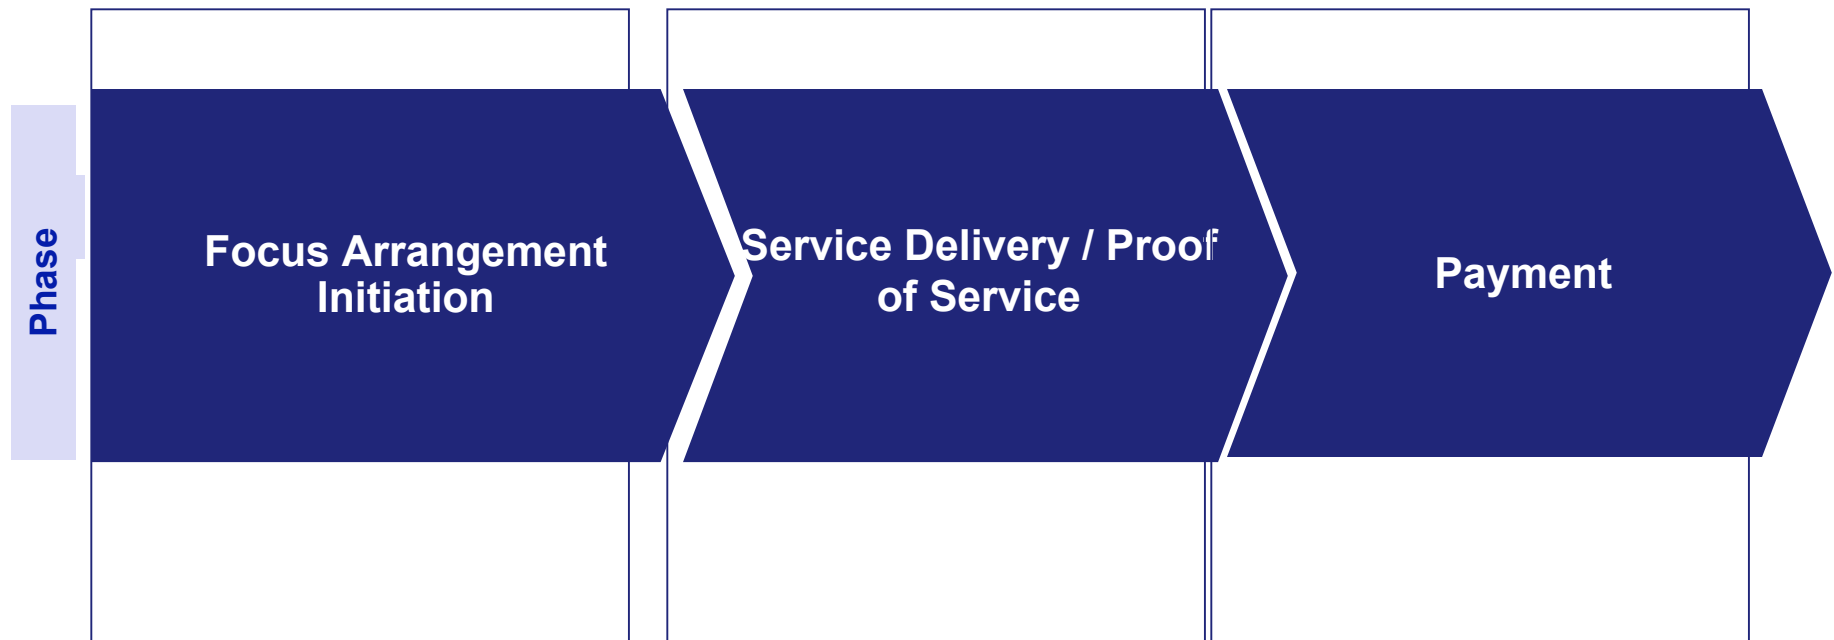 Phase
Focus Arrangement
Initiation
Service Delivery / Proof
of Service
Payment